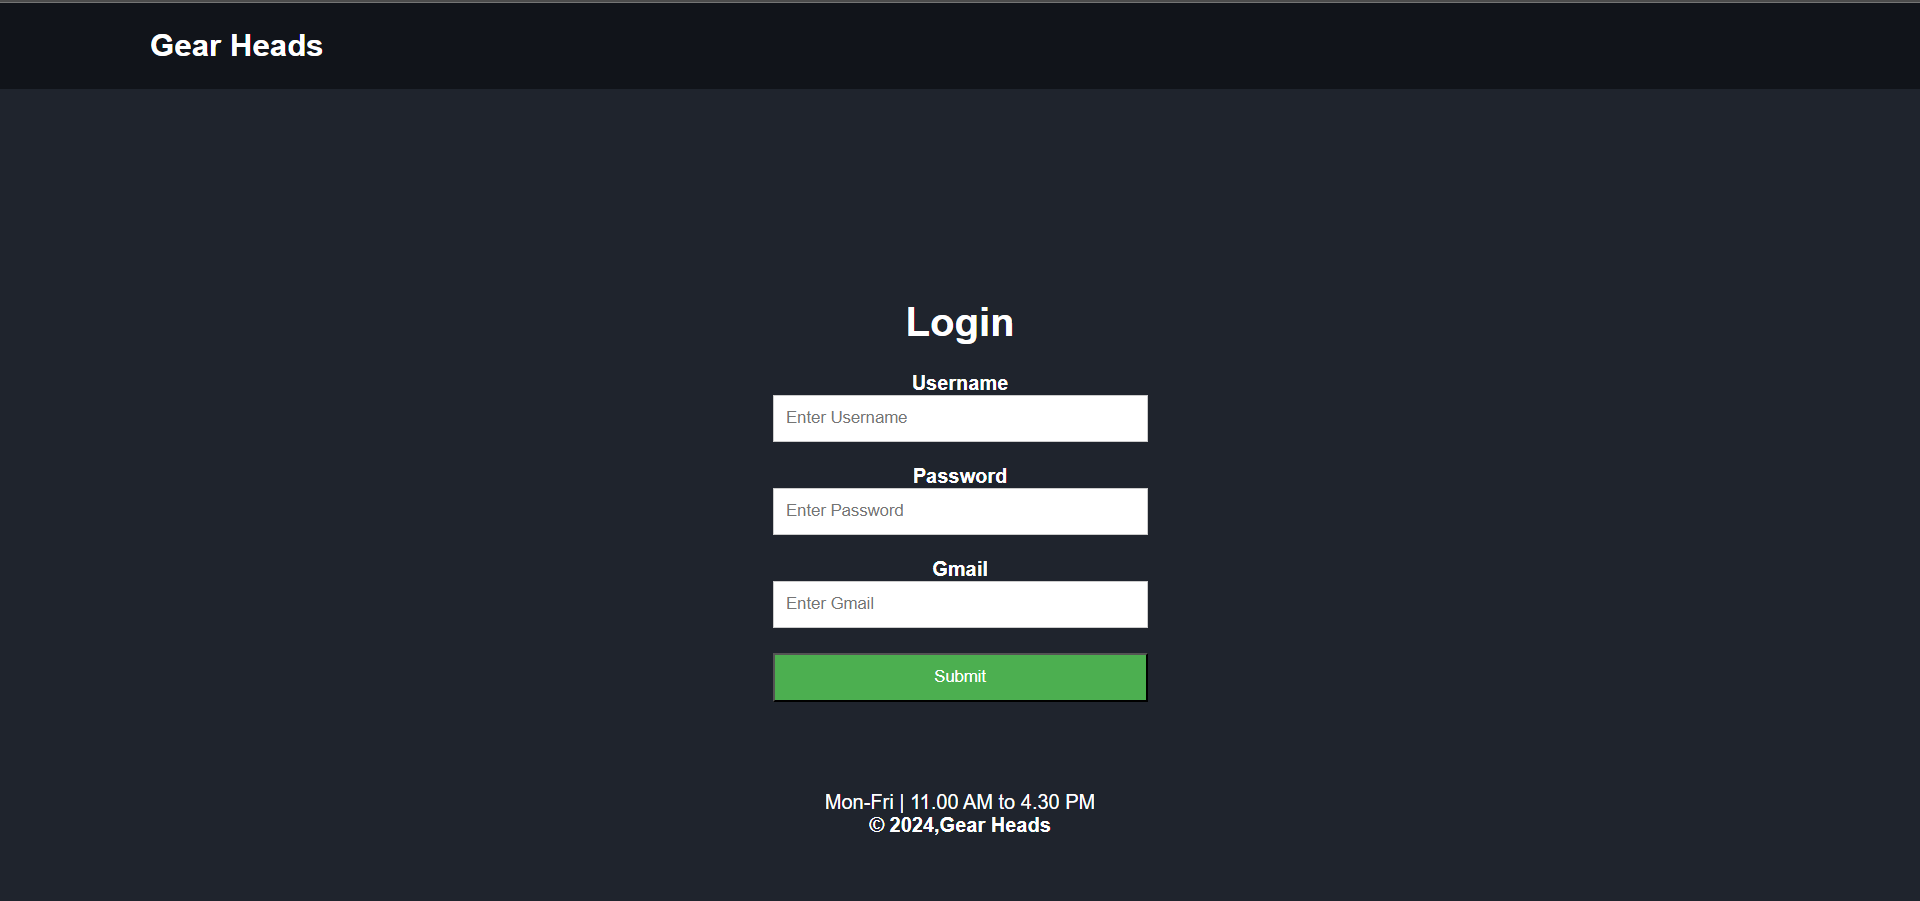 Gear Heads
Login
Username
Enter Username
Password
Enter Password
Gmail
Enter Gmail
Submit
Mon-Fri | 11.00 AM to 4.30 PM
© 2024,Gear Heads